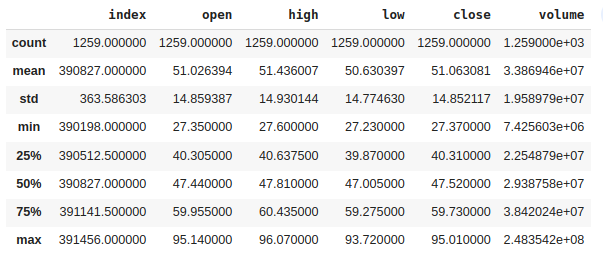 index open high low close volume
count 1259.000000 1259.000000 1259.000000 1259.000000 1259.000000 1.259000e+03
mean 390827.000000 51.026394 51.436007 50.630397 51.063081 3.386946e+07
std 363.586303 14.859387 14.930144 14.774630 14.852117 1.958979e+07
min 390198.000000 27.350000 27.600000 27.230000 27.370000 7.425603e+06
25% 390512.500000 40.305000 40.637500 39.870000 40.310000 2.254879e+07
50% 390827.000000 47.440000 47.810000 47.005000 47.520000 2.938758e+07
75% 391141.500000 59.955000 60.435000 59.275000 59.730000 3.842024e+07
max 391456.000000 95.140000 96.070000 93.720000 95.010000 2.483542e+08